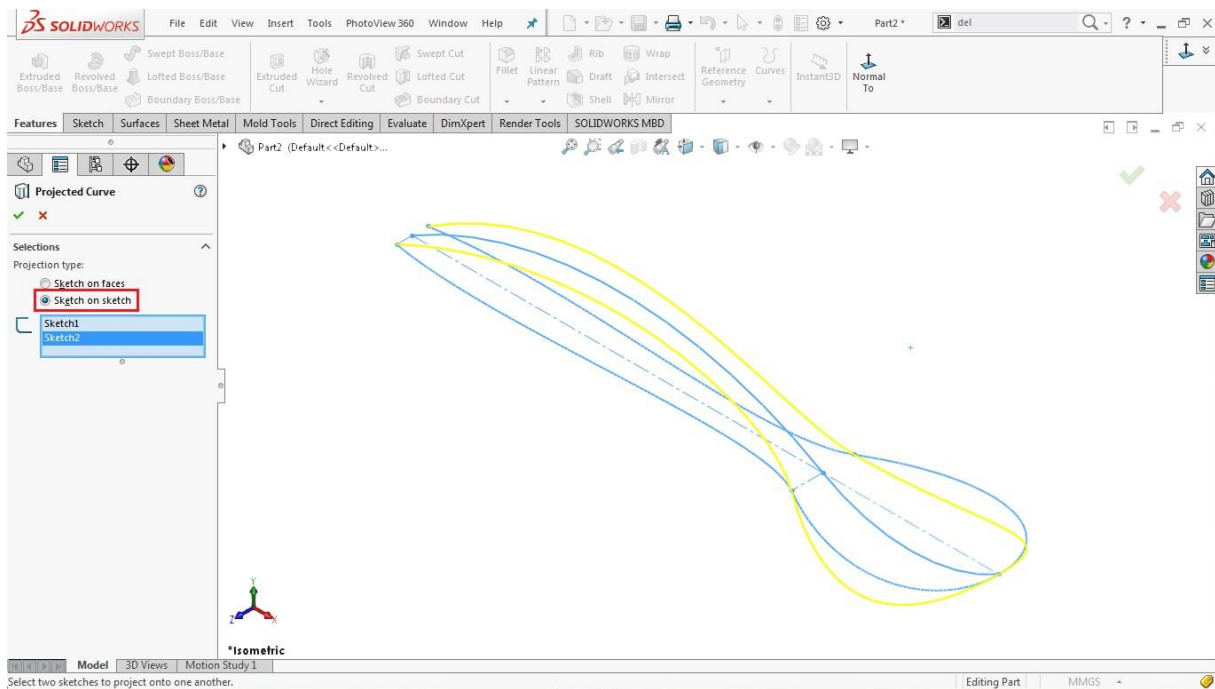 SOLIDWORKS File Edit View Insert Tools PhotoView 360 Window Help Part2 * del ?
Extruded Boss/Base
Revolved Boss/Base
Swept Boss/Base
Lofted Boss/Base
Boundary Boss/Base
Extruded Cut
Hole Wizard
Revolved Cut
Swept Cut
Lofted Cut
Boundary Cut
Fillet
Linear Pattern
Rib
Draft
Shell
Wrap
Intersect
Mirror
Reference Geometry
Curves
Instant3D
Normal To
Features Sketch Surfaces Sheet Metal Mold Tools Direct Editing Evaluate DimXpert Render Tools SOLIDWORKS MBD
Part2 (Default<<Default>...
Projected Curve ?
Selections
Projection type:
Sketch on faces
Sketch on sketch
Sketch1
Sketch2
Y
Z X
*Isometric
Model 3D Views Motion Study 1
Select two sketches to project onto one another. Editing Part MMGS